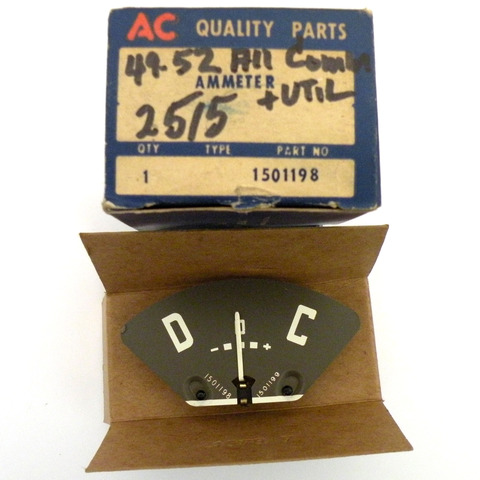 AC QUALITY PARTS
49-52 All Comm
AMMETER + UTIL
25/5
QTY TYPE PART NO
1 1501198
D C
- +
1501198 1501199